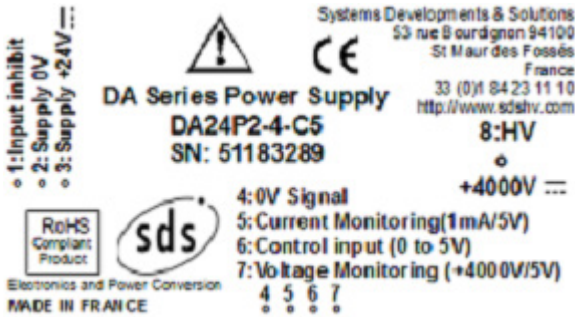 1:Input inhibit
2:Supply 0V
3:Supply +24V
Systems Developments & Solutions
53 rue Bourdignon 94100
St Maur des Fossés
France
33 (0)1 84 23 11 10
http://www.sdshv.com
CE
DA Series Power Supply
DA24P2-4-C5
SN: 51183289
8:HV
+4000V
4:0V Signal
5:Current Monitoring(1mA/5V)
6:Control input (0 to 5V)
7:Voltage Monitoring (+4000V/5V)
4 5 6 7
RoHS
Compliant
Product
sds
Electronics and Power Conversion
MADE IN FRANCE